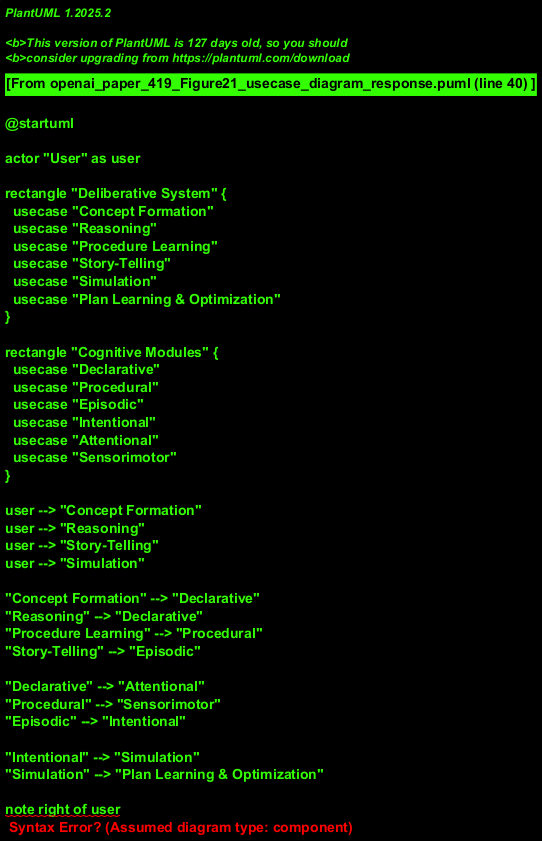 PlantUML 1.2025.2
<b>This version of PlantUML is 127 days old, so you should
<b>consider upgrading from https://plantuml.com/download
[From openai_paper_419_Figure21_usecase_diagram_response.puml (line 40) ]
@startuml
actor "User" as user
rectangle "Deliberative System" {
usecase "Concept Formation"
usecase "Reasoning"
usecase "Procedure Learning"
usecase "Story-Telling"
usecase "Simulation"
usecase "Plan Learning & Optimization"
}
rectangle "Cognitive Modules" {
usecase "Declarative"
usecase "Procedural"
usecase "Episodic"
usecase "Intentional"
usecase "Attentional"
usecase "Sensorimotor"
}
user --> "Concept Formation"
user --> "Reasoning"
user --> "Story-Telling"
user --> "Simulation"
"Concept Formation" --> "Declarative"
"Reasoning" --> "Declarative"
"Procedure Learning" --> "Procedural"
"Story-Telling" --> "Episodic"
"Declarative" --> "Attentional"
"Procedural" --> "Sensorimotor"
"Episodic" --> "Intentional"
"Intentional" --> "Simulation"
"Simulation" --> "Plan Learning & Optimization"
note right of user
Syntax Error? (Assumed diagram type: component)